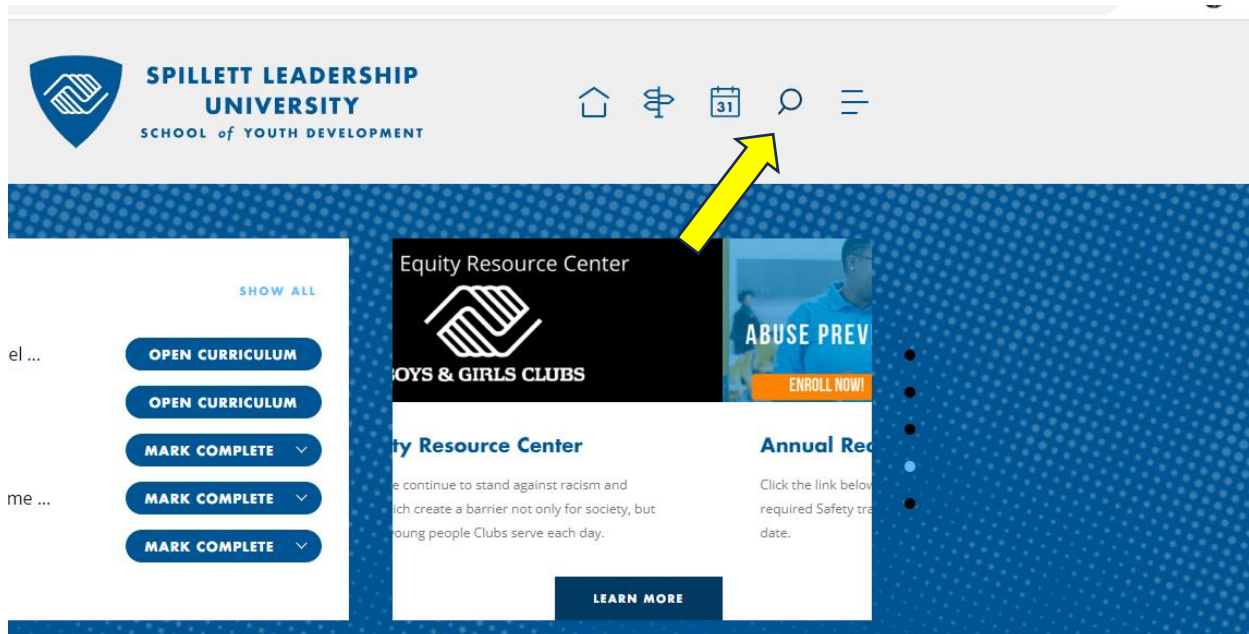 SPILLETT LEADERSHIP
UNIVERSITY
SCHOOL of YOUTH DEVELOPMENT
31
SHOW ALL
el ...
OPEN CURRICULUM
OPEN CURRICULUM
MARK COMPLETE
me ...
MARK COMPLETE
MARK COMPLETE
Equity Resource Center
OYS & GIRLS CLUBS
ty Resource Center
e continue to stand against racism and
ich create a barrier not only for society, but
oung people Clubs serve each day.
ABUSE PREV
ENROLL NOW!
Annual Rec
Click the link below
required Safety tra
date.
LEARN MORE